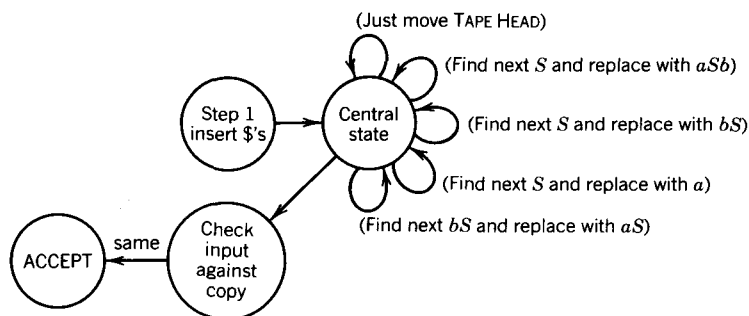 (Just move TAPE HEAD)
(Find next S and replace with aSb)
Step 1
insert $'s
Central
state
(Find next S and replace with bS)
(Find next S and replace with a)
(Find next bS and replace with aS)
Check
input
against
copy
same
ACCEPT